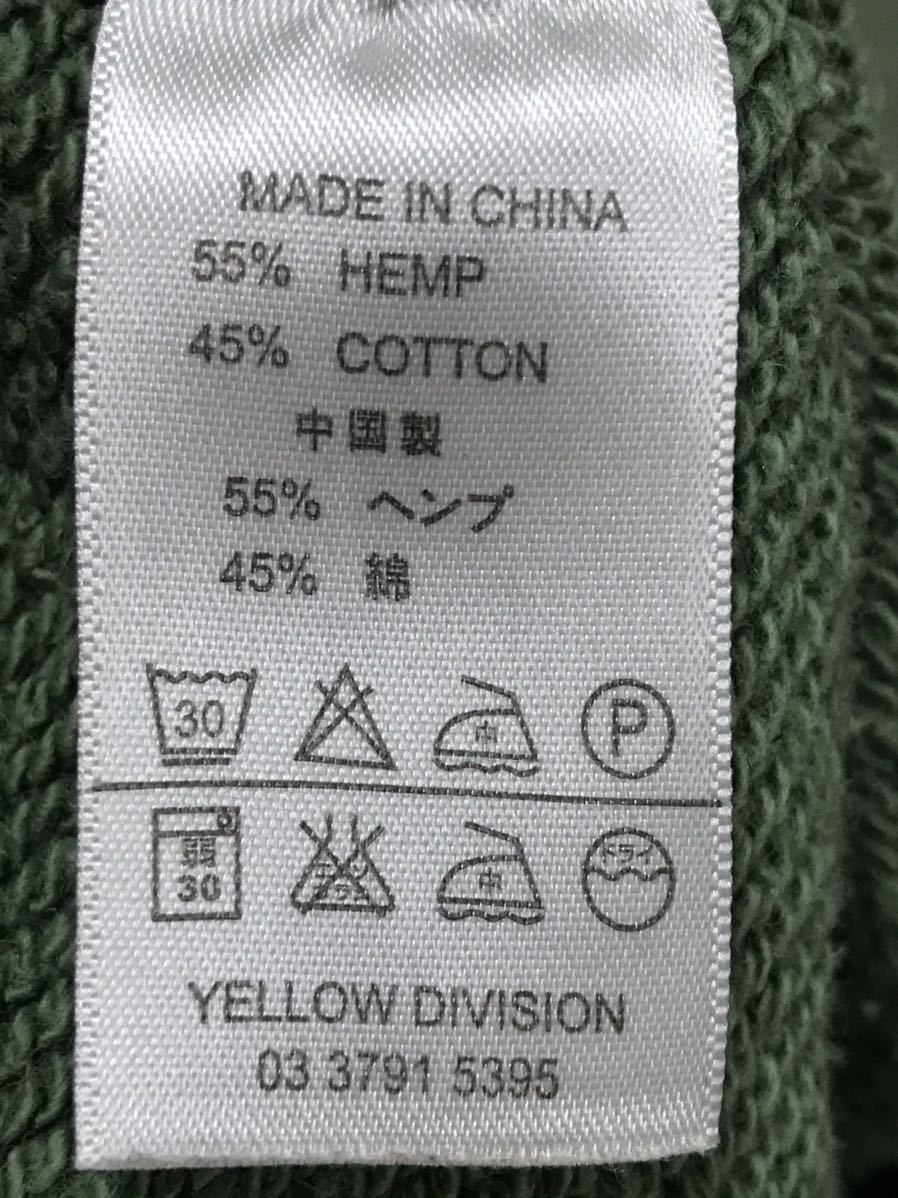 MADE IN CHINA
55% HEMP
45% COTTON
中国製
55% ヘンプ
45% 綿
30 中 P
30 中 ドライ
YELLOW DIVISION
03 3791 5395